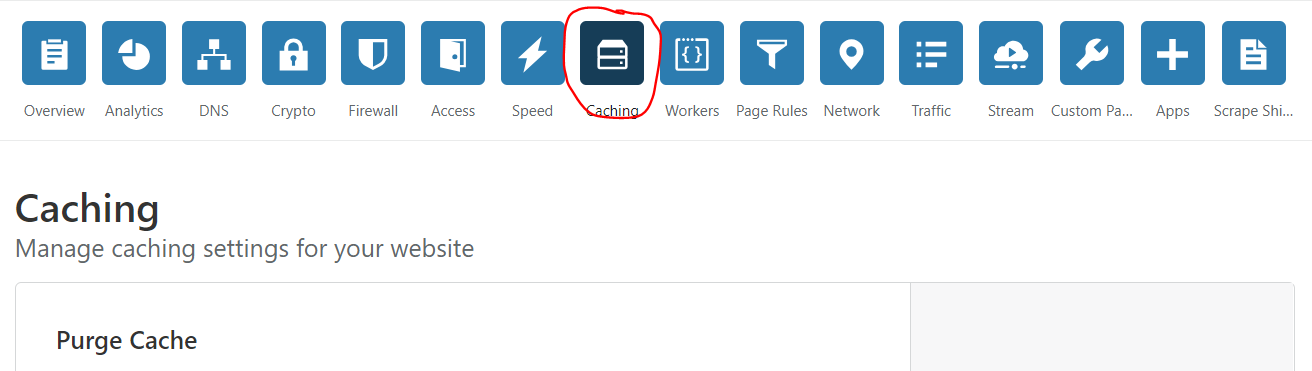 Overview Analytics DNS Crypto Firewall Access Speed Caching Workers Page Rules Network Traffic Stream Custom Pa... Apps Scrape Shi...
Caching
Manage caching settings for your website
Purge Cache